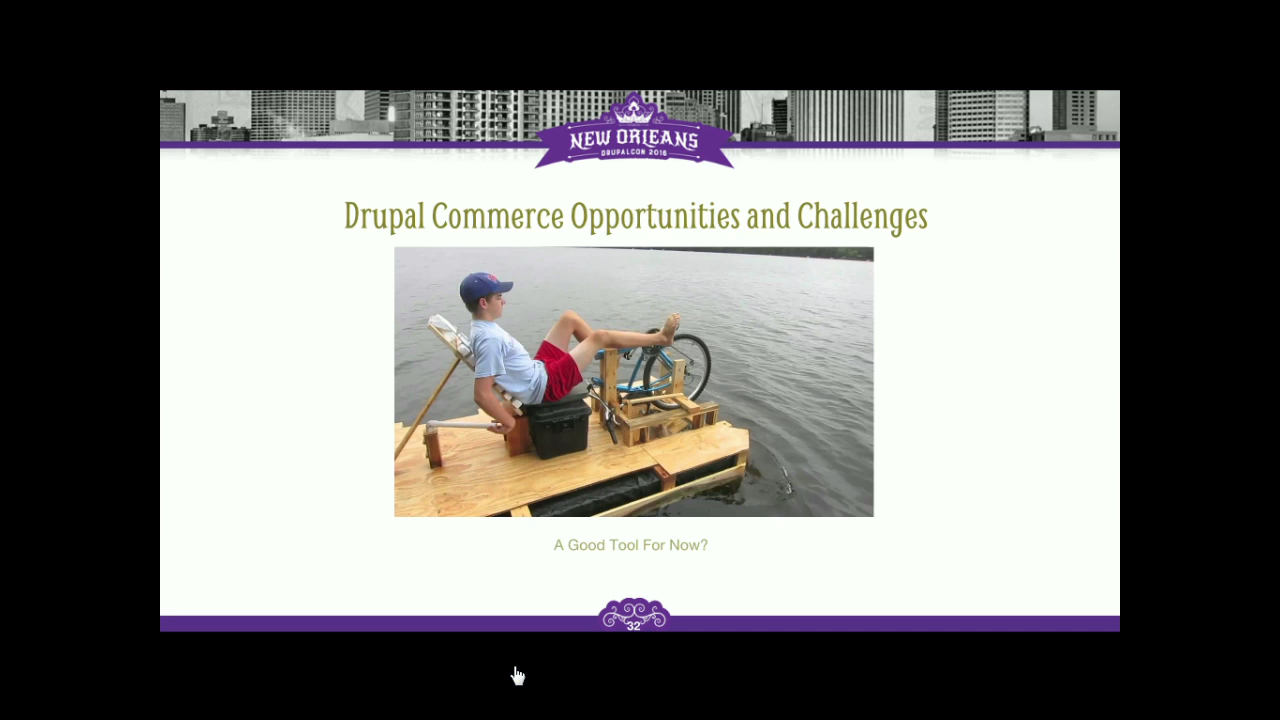 NEW ORLEANS
DRUPALCON 2016
Drupal Commerce Opportunities and Challenges
A Good Tool For Now?
32